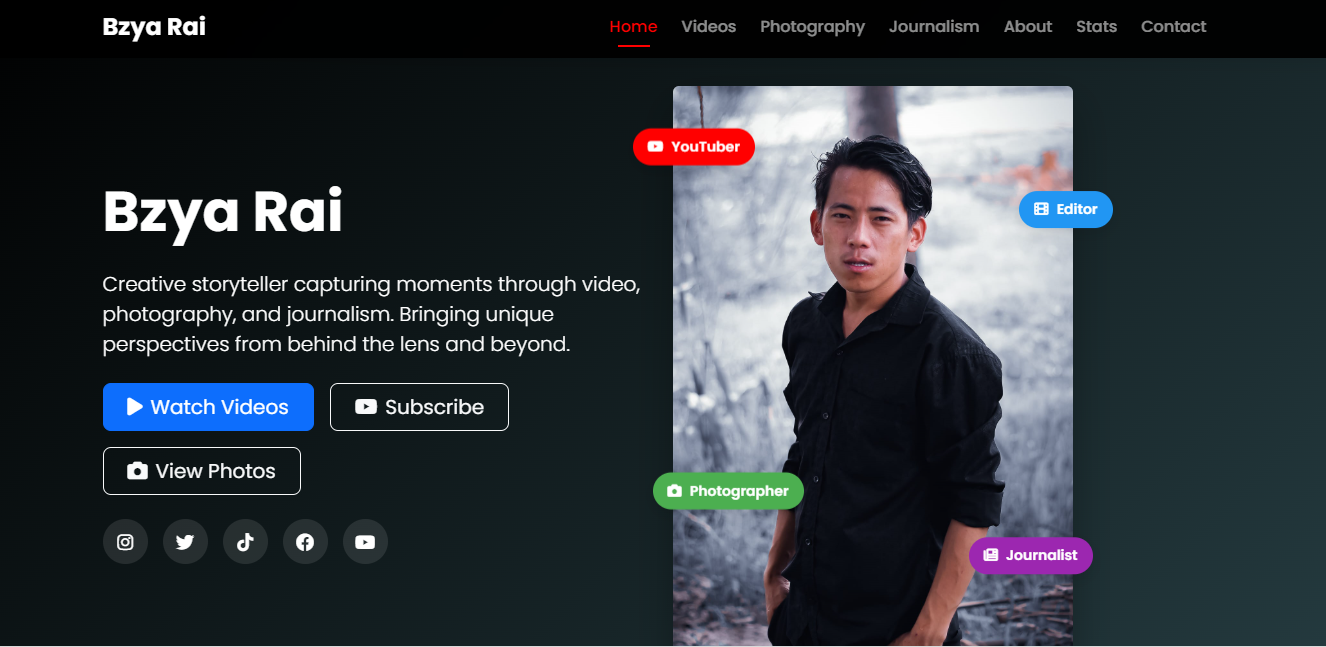 Bzya Rai
Home Videos Photography Journalism About Stats Contact
YouTuber
Editor
Bzya Rai
Creative storyteller capturing moments through video,
photography, and journalism. Bringing unique
perspectives from behind the lens and beyond.
Watch Videos
Subscribe
View Photos
Photographer
Journalist